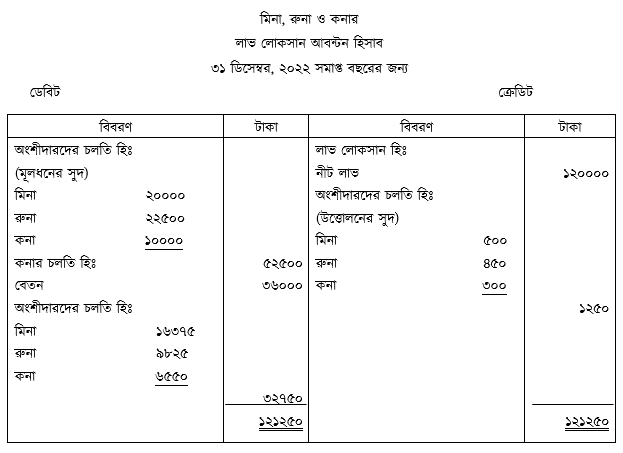 মিনা, রুনা ও কনার
লাভ লোকসান আবন্টন হিসাব
৩১ ডিসেম্বর, ২০২২ সমাপ্ত বছরের জন্য
ডেবিট ক্রেডিট
বিবরণ টাকা বিবরণ টাকা
অংশীদারদের চলতি হিঃ লাভ লোকসান হিঃ
(মূলধনের সুদ) নীট লাভ ১২০০০০
মিনা ২০০০০ অংশীদারদের চলতি হিঃ
রুনা ২২৫০০ (উত্তোলনের সুদ)
কনা ১০০০০ মিনা ৫০০
কনার চলতি হিঃ ৫২৫০০ রুনা ৪৫০
বেতন ৩৬০০০ কনা ৩০০
অংশীদারদের চলতি হিঃ ১২৫০
মিনা ১৬৩৭৫
রুনা ৯৮২৫
কনা ৬৫৫০
৩২৭৫০
১২১২৫০ ১২১২৫০